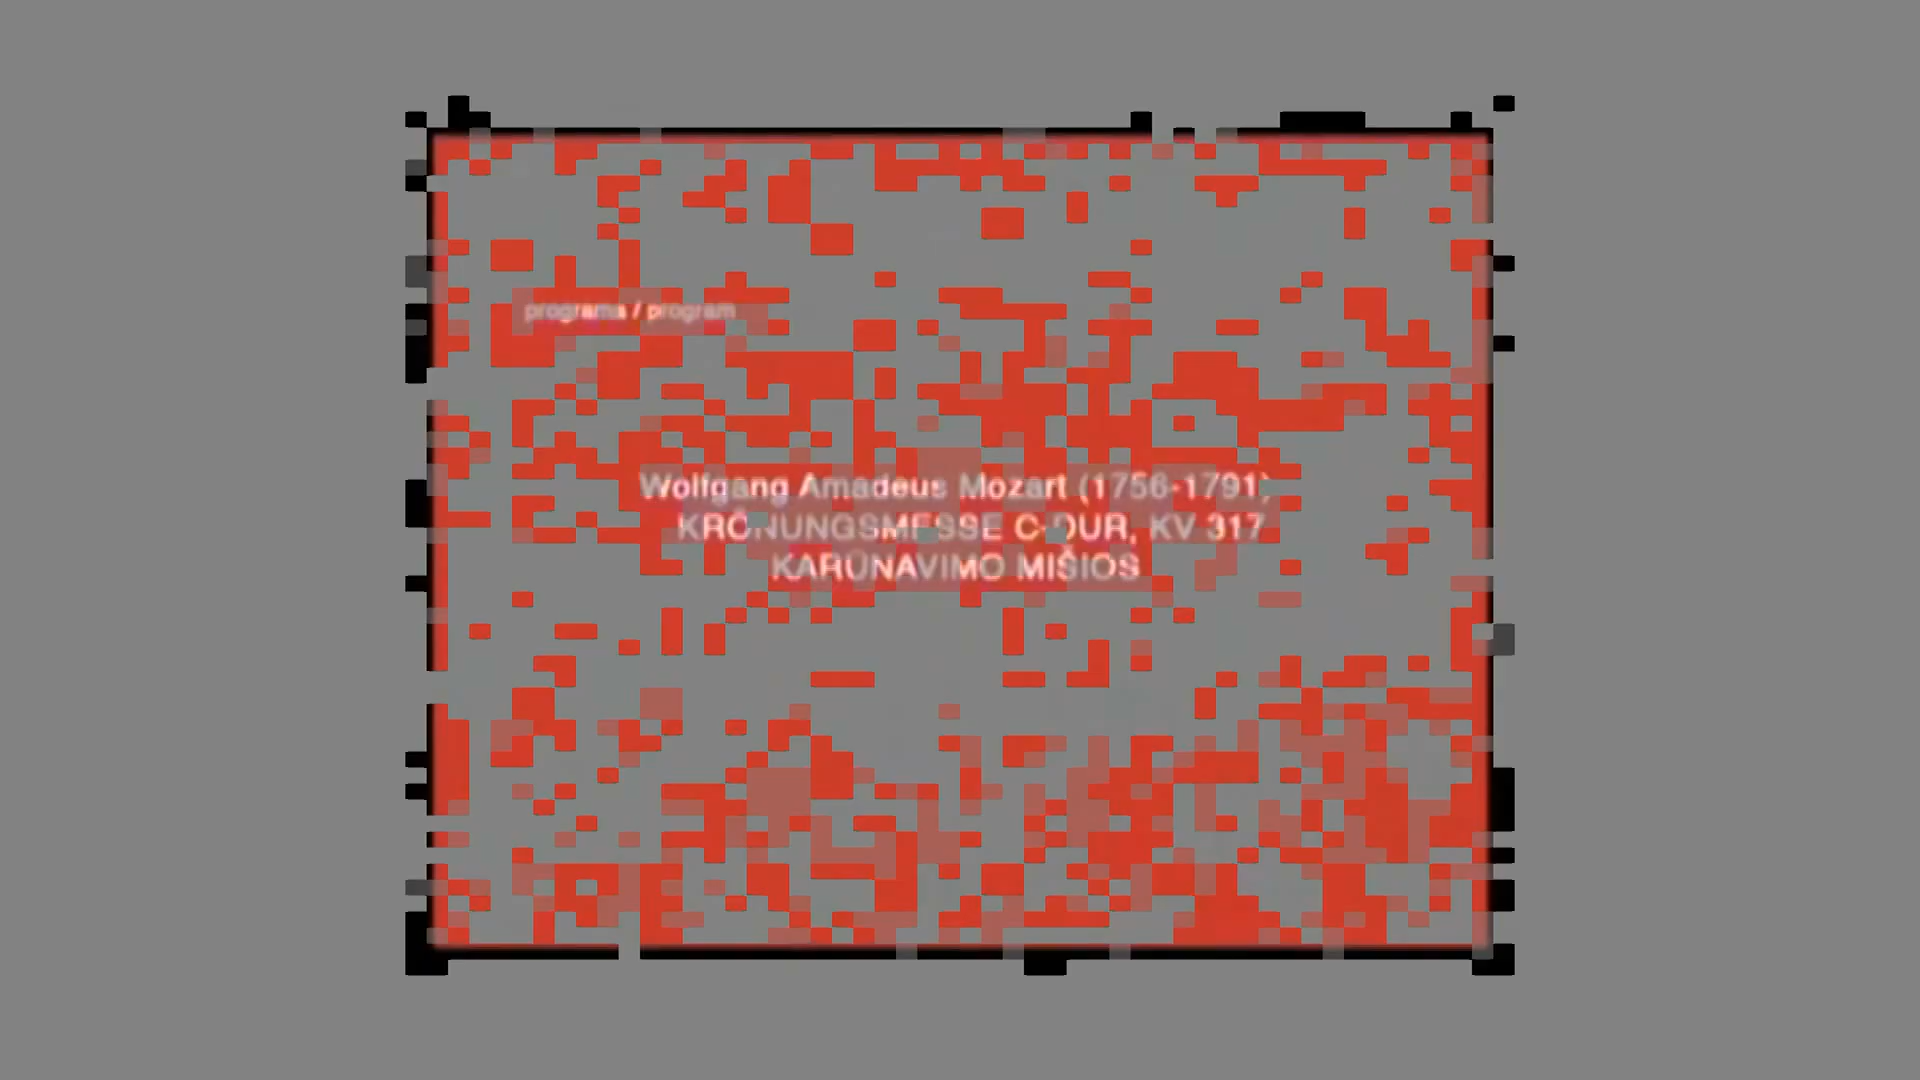 programa / program
Wolfgang Amadeus Mozart (1756-1791)
KRÖNUNGSMESSE C-DUR, KV 317
KARŪNAVIMO MIŠIOS